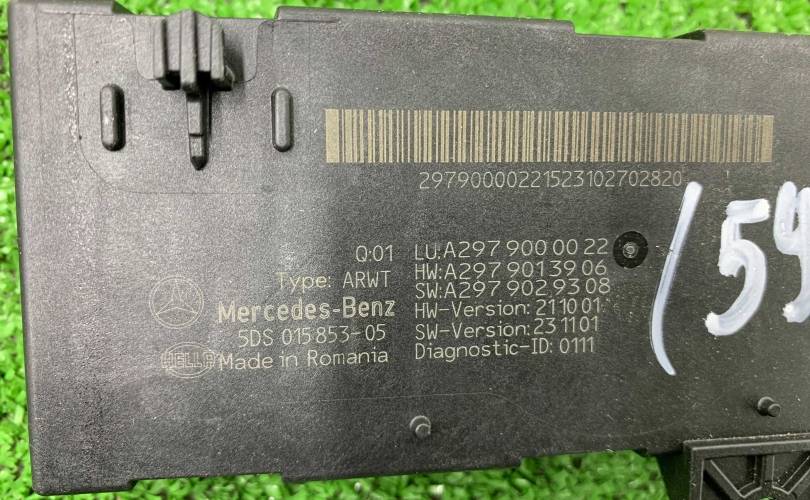 29790000221523102702820
Q:01
Type: ARWT
Mercedes-Benz
5DS 015 853-05
HELLA Made in Romania
LU:A297 900 00 22
HW:A297 901 39 06
SW:A297 902 93 08
HW-Version: 21 10 01
SW-Version: 23 11 01
Diagnostic-ID: 0111
(59